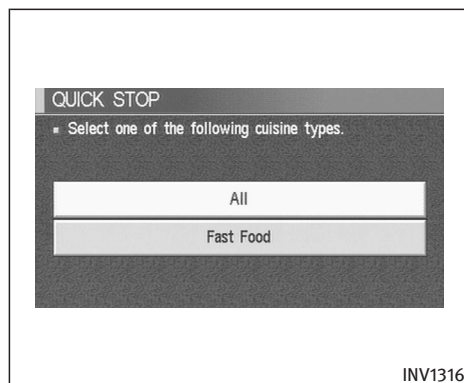 QUICK STOP
▪ Select one of the following cuisine types.
All
Fast Food
INV1316